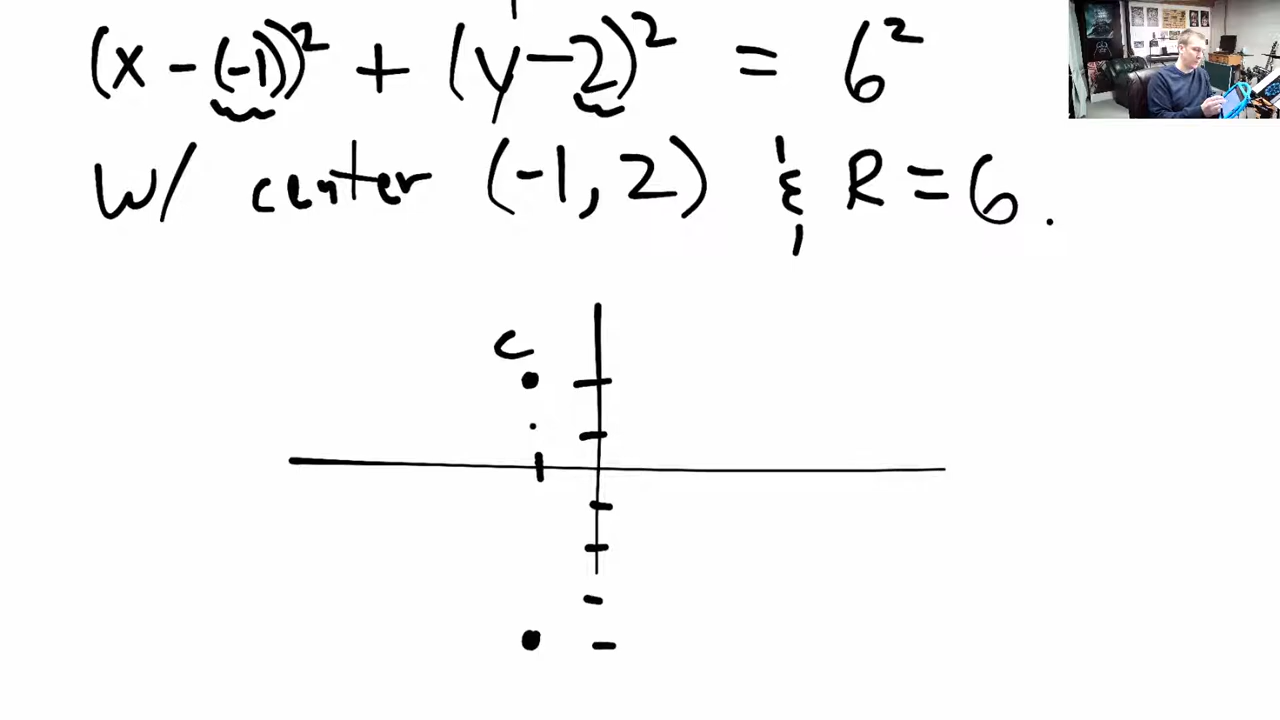 (x - (-1))² + (y - 2)² = 6²
w/ center (-1, 2) & R = 6.
C